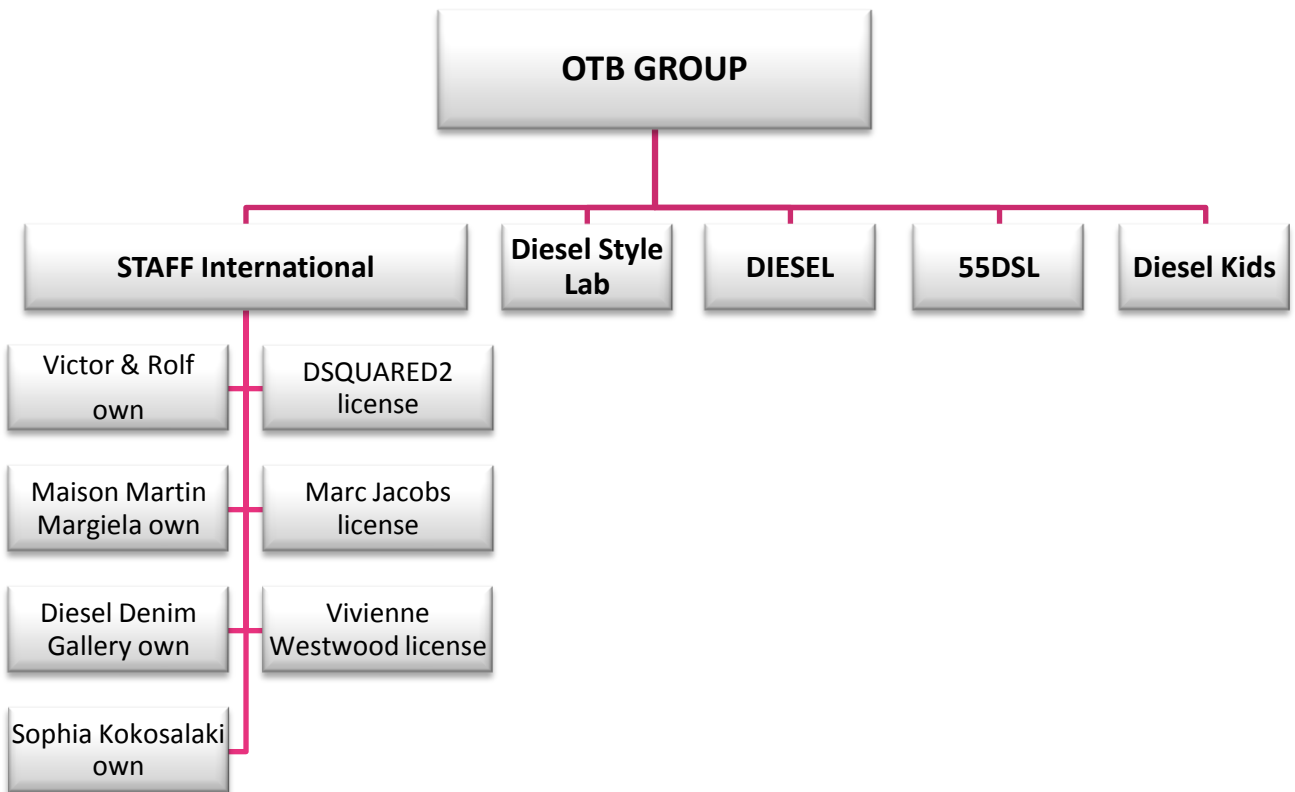 OTB GROUP
STAFF International
Diesel Style
Lab
DIESEL
55DSL
Diesel Kids
Victor & Rolf
own
DSQUARED2
license
Maison Martin
Margiela own
Marc Jacobs
license
Diesel Denim
Gallery own
Vivienne
Westwood license
Sophia Kokosalaki
own